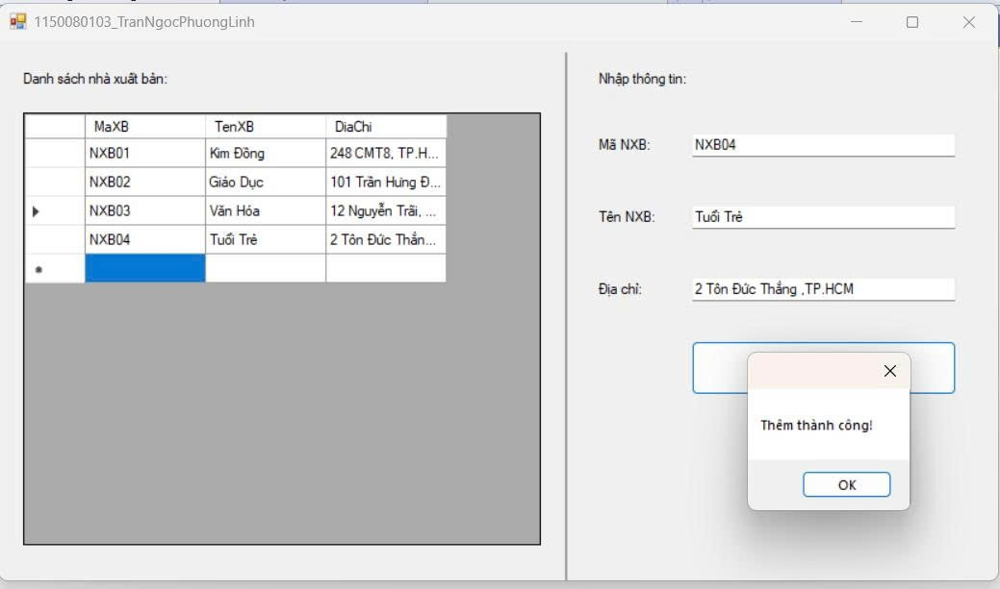 1150080103_TranNgocPhuongLinh
Danh sách nhà xuất bản:
MaXB TenXB DiaChi
NXB01 Kim Đồng 248 CMT8, TP.H...
NXB02 Giáo Dục 101 Trần Hưng Đ...
NXB03 Văn Hóa 12 Nguyễn Trãi, ...
NXB04 Tuổi Trẻ 2 Tôn Đức Thắn...
Nhập thông tin:
Mã NXB: NXB04
Tên NXB: Tuổi Trẻ
Địa chỉ: 2 Tôn Đức Thắng ,TP.HCM
Thêm thành công!
OK